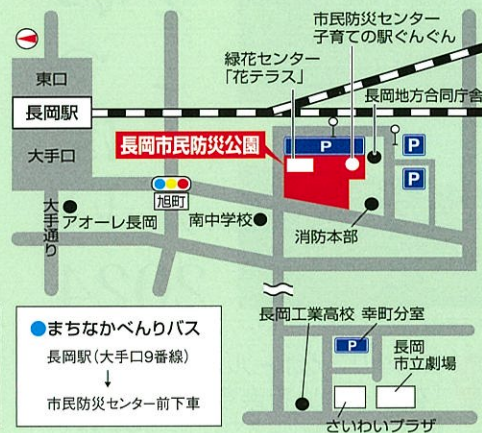 市民防災センター
子育ての駅ぐんぐん
緑花センター
「花テラス」
長岡地方合同庁舎
東口
長岡駅
大手口
長岡市民防災公園
P
P
P
旭町
大手通り
アオーレ長岡
南中学校
消防本部
長岡工業高校
幸町分室
P
長岡
市立劇場
さいわいプラザ
●まちなかべんりバス
長岡駅(大手口9番線)
↓
市民防災センター前下車